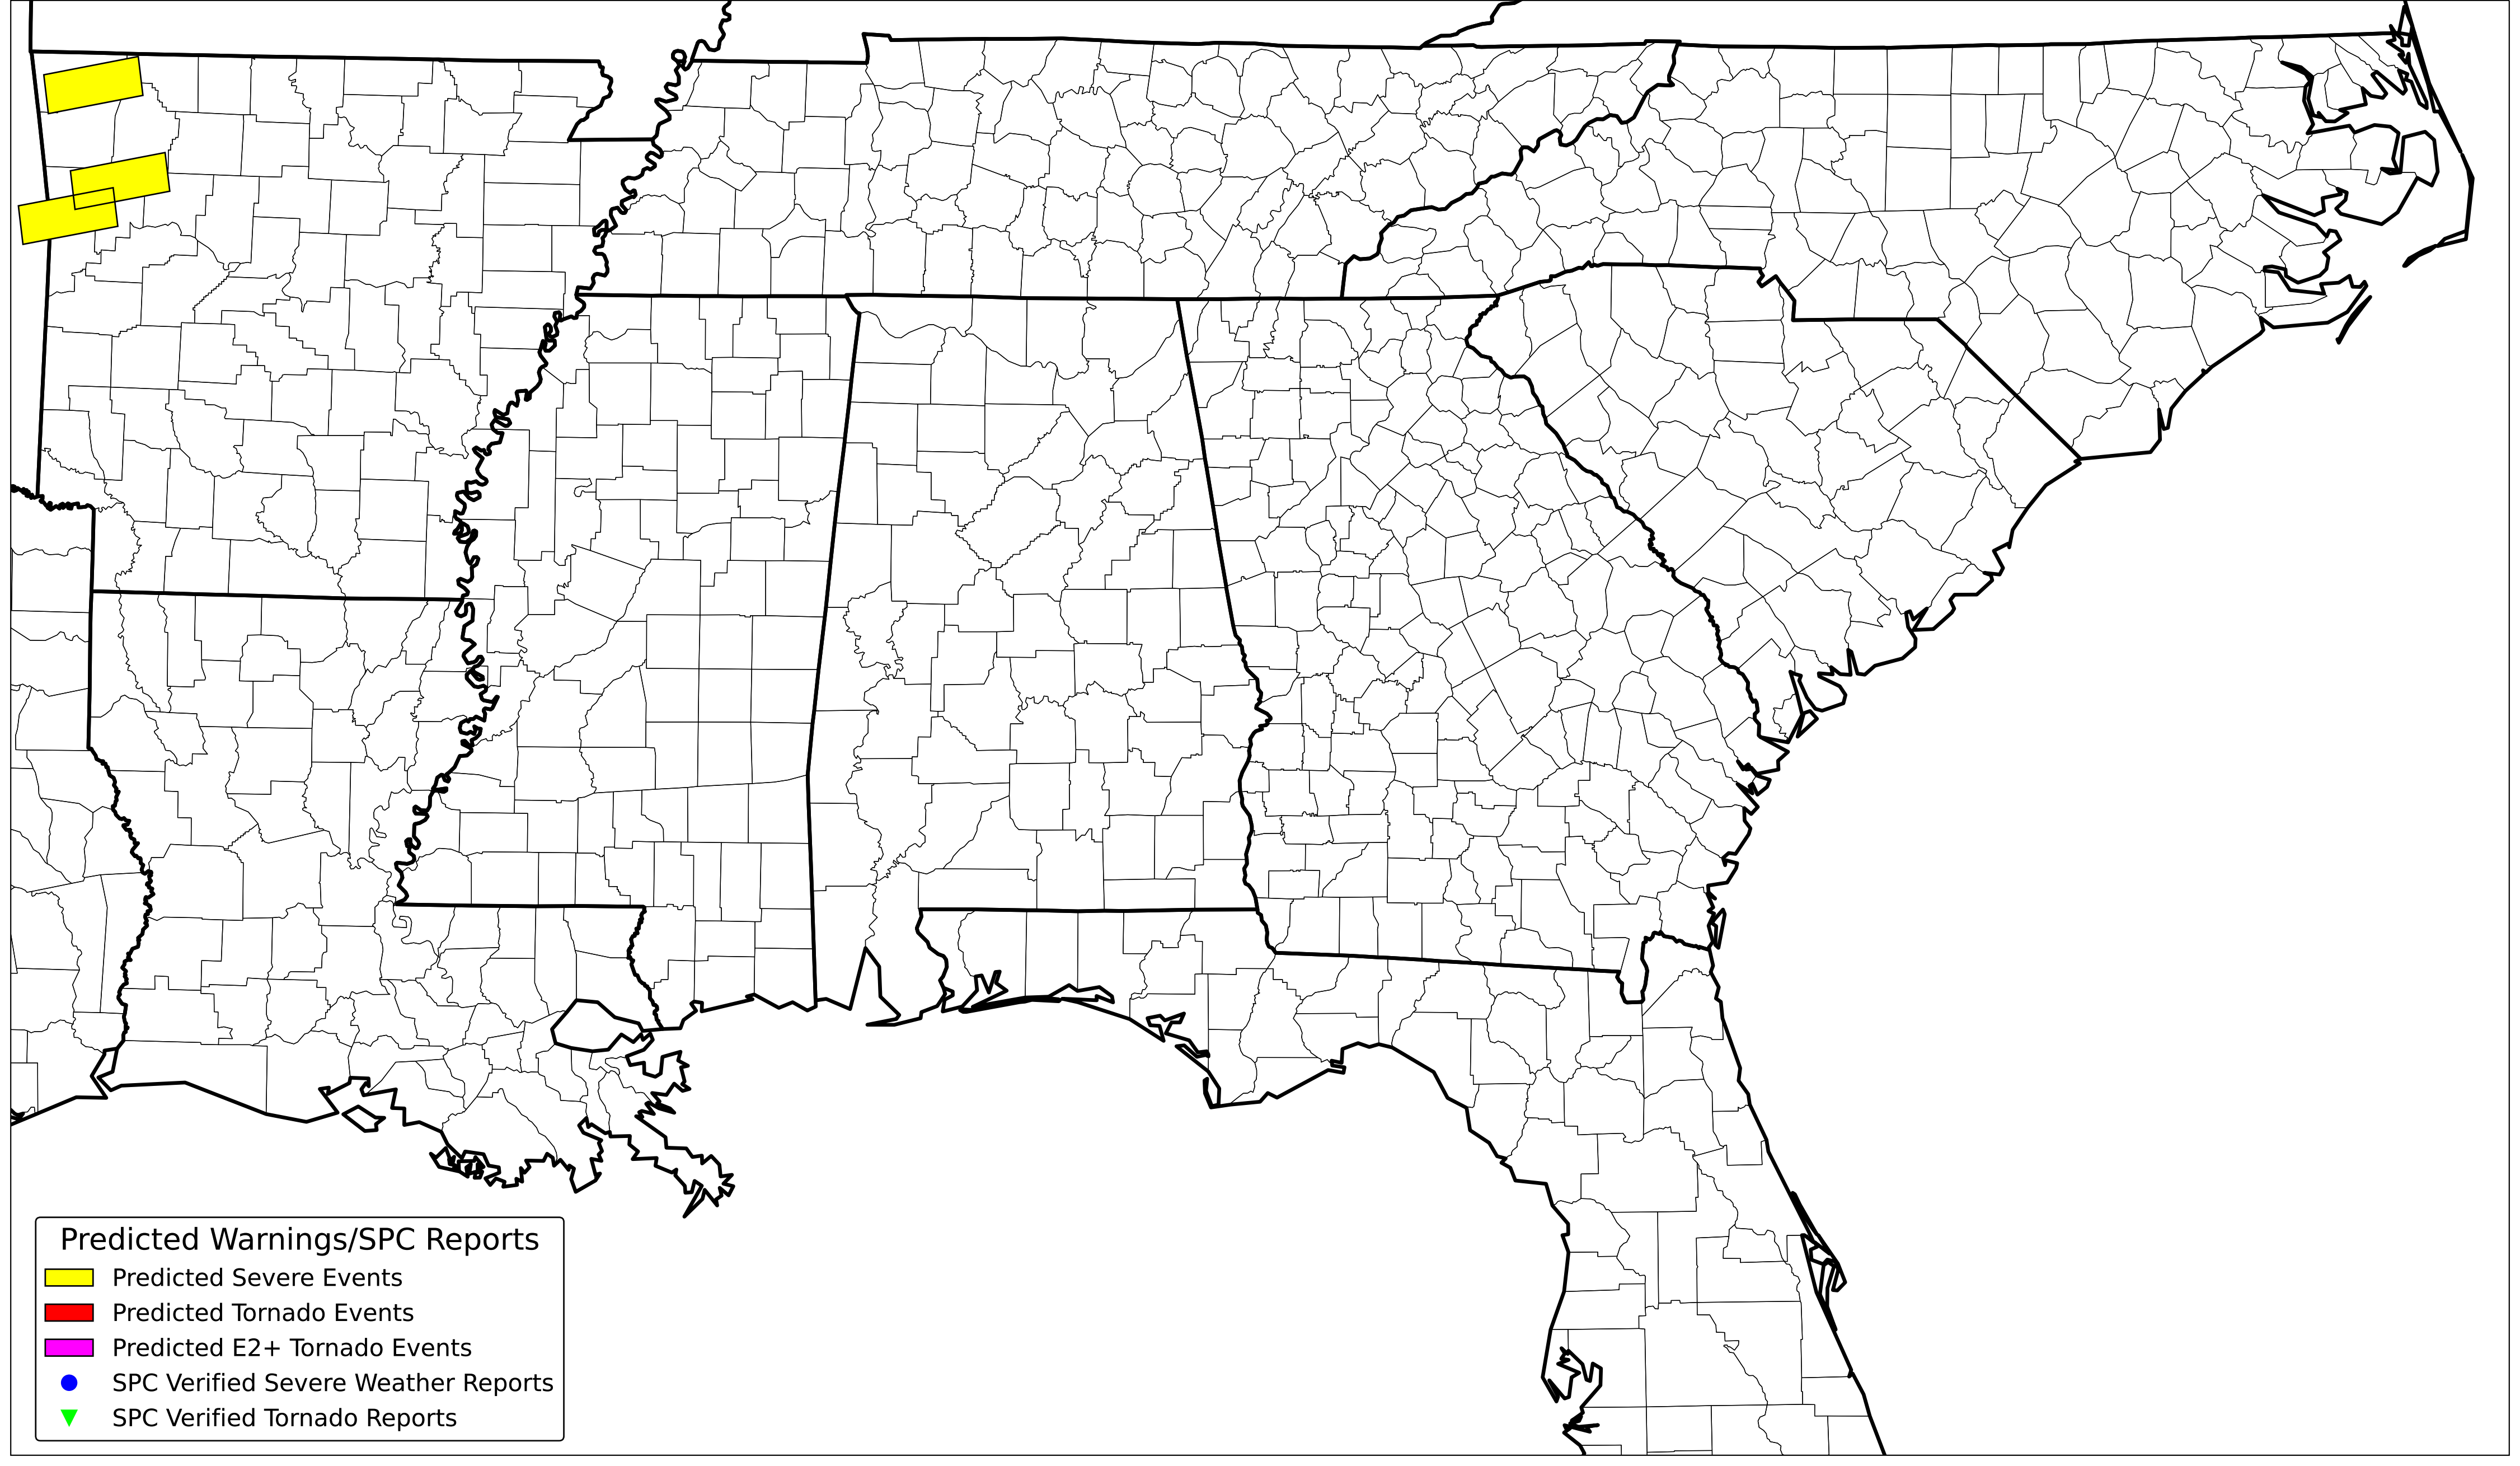 Predicted Warnings/SPC Reports
Predicted Severe Events
Predicted Tornado Events
Predicted E2+ Tornado Events
SPC Verified Severe Weather Reports
SPC Verified Tornado Reports